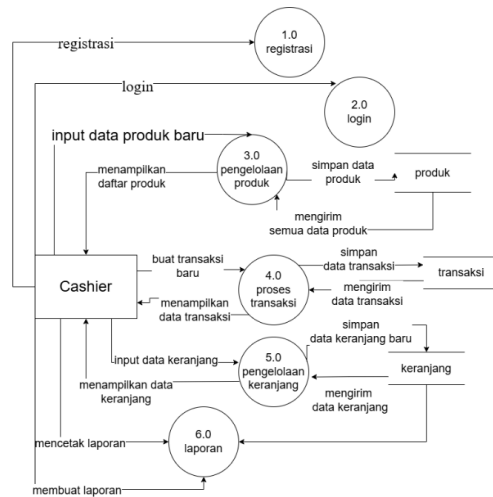 registrasi
1.0
registrasi
login
2.0
login
input data produk baru
3.0
pengelolaan
produk
menampilkan
daftar produk
simpan data
produk
produk
mengirim
semua data produk
Cashier
buat transaksi
baru
4.0
proses
transaksi
simpan
data transaksi
transaksi
mengirim
data transaksi
menampilkan
data transaksi
simpan
data keranjang baru
input data keranjang
5.0
pengelolaan
keranjang
keranjang
menampilkan data
keranjang
mengirim
data keranjang
6.0
laporan
mencetak laporan
membuat laporan